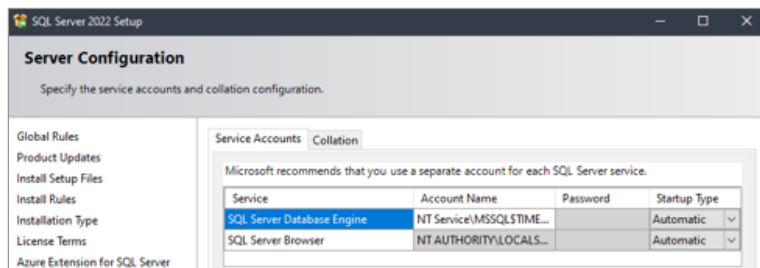 SQL Server 2022 Setup
Server Configuration
Specify the service accounts and collation configuration.
Global Rules
Product Updates
Install Setup Files
Install Rules
Installation Type
License Terms
Azure Extension for SQL Server
Service Accounts Collation
Microsoft recommends that you use a separate account for each SQL Server service.
Service Account Name Password Startup Type
SQL Server Database Engine NT Service\MSSQL$TIME... Automatic
SQL Server Browser NT AUTHORITY\LOCALS... Automatic